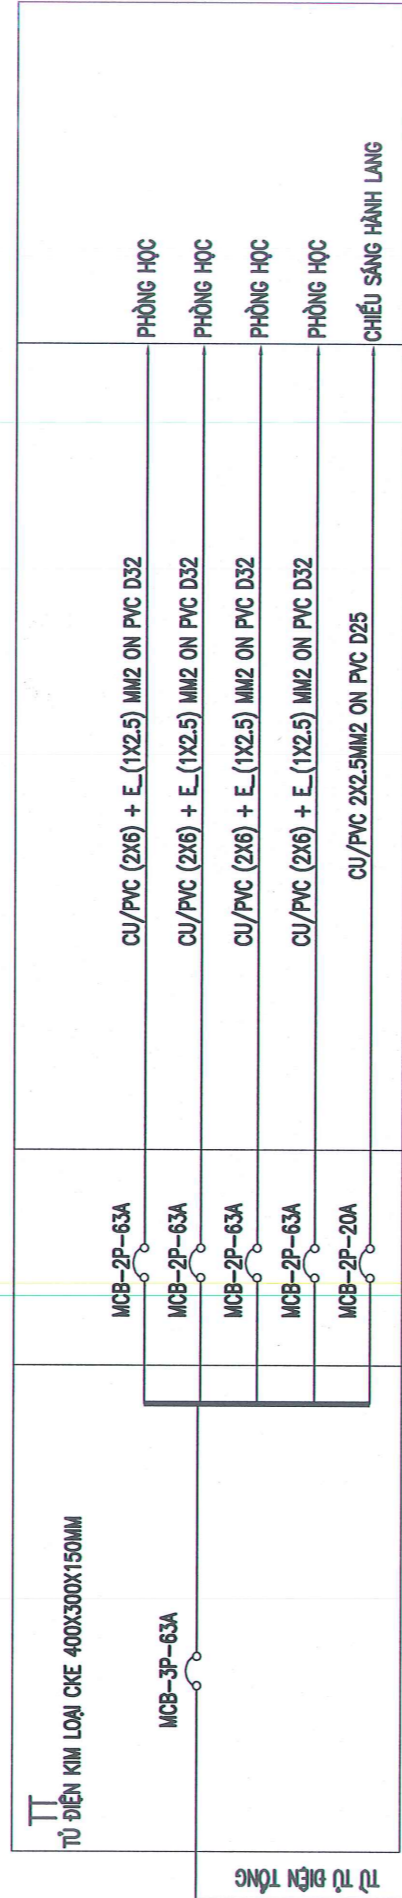 TT
TỦ ĐIỆN KIM LOẠI CKE 400X300X150MM
TỪ TỦ ĐIỆN TỔNG
MCB-3P-63A
MCB-2P-63A
CU/PVC (2X6) + E_(1X2.5) MM2 ON PVC D32
PHÒNG HỌC
MCB-2P-63A
CU/PVC (2X6) + E_(1X2.5) MM2 ON PVC D32
PHÒNG HỌC
MCB-2P-63A
CU/PVC (2X6) + E_(1X2.5) MM2 ON PVC D32
PHÒNG HỌC
MCB-2P-63A
CU/PVC (2X6) + E_(1X2.5) MM2 ON PVC D32
PHÒNG HỌC
MCB-2P-20A
CU/PVC 2X2.5MM2 ON PVC D25
CHIẾU SÁNG HÀNH LANG